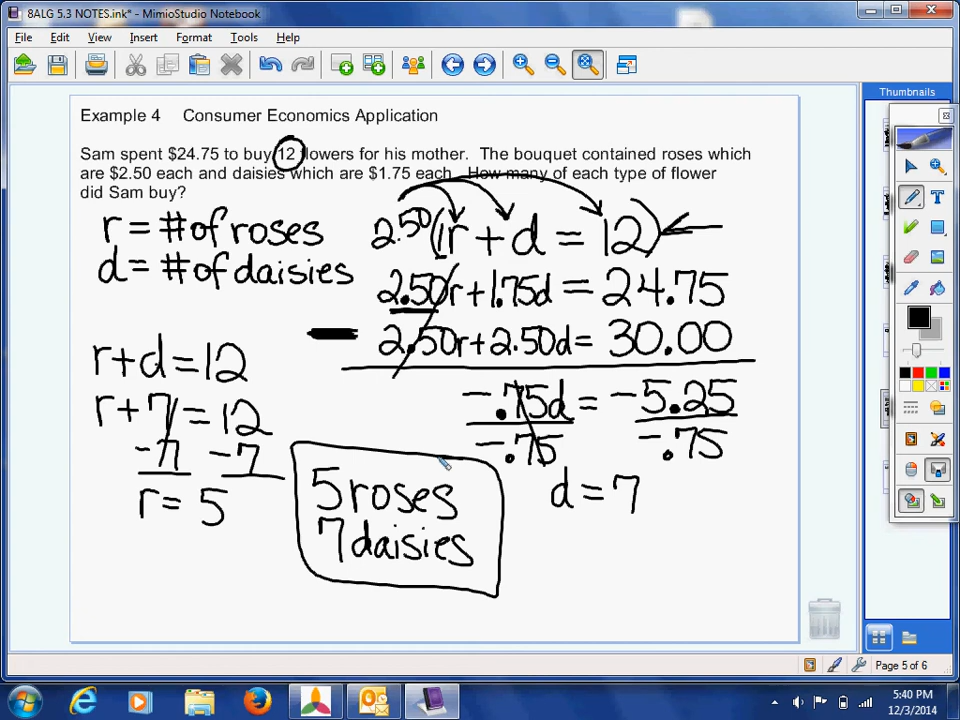 8ALG 5.3 NOTES.ink* - MimioStudio Notebook
File Edit View Insert Format Tools Help
Thumbnails
Example 4 Consumer Economics Application
Sam spent $24.75 to buy 12 flowers for his mother. The bouquet contained roses which
are $2.50 each and daisies which are $1.75 each. How many of each type of flower
did Sam buy?
r = # of roses
d = # of daisies
2.50(1r + d = 12)
2.50r + 1.75d = 24.75
- 2.50r + 2.50d = 30.00
-.75d = -5.25
-.75 -.75
d = 7
r + d = 12
r + 7 = 12
-7 -7
r = 5
5 roses
7 daisies
T
Page 5 of 6
5:40 PM
12/3/2014